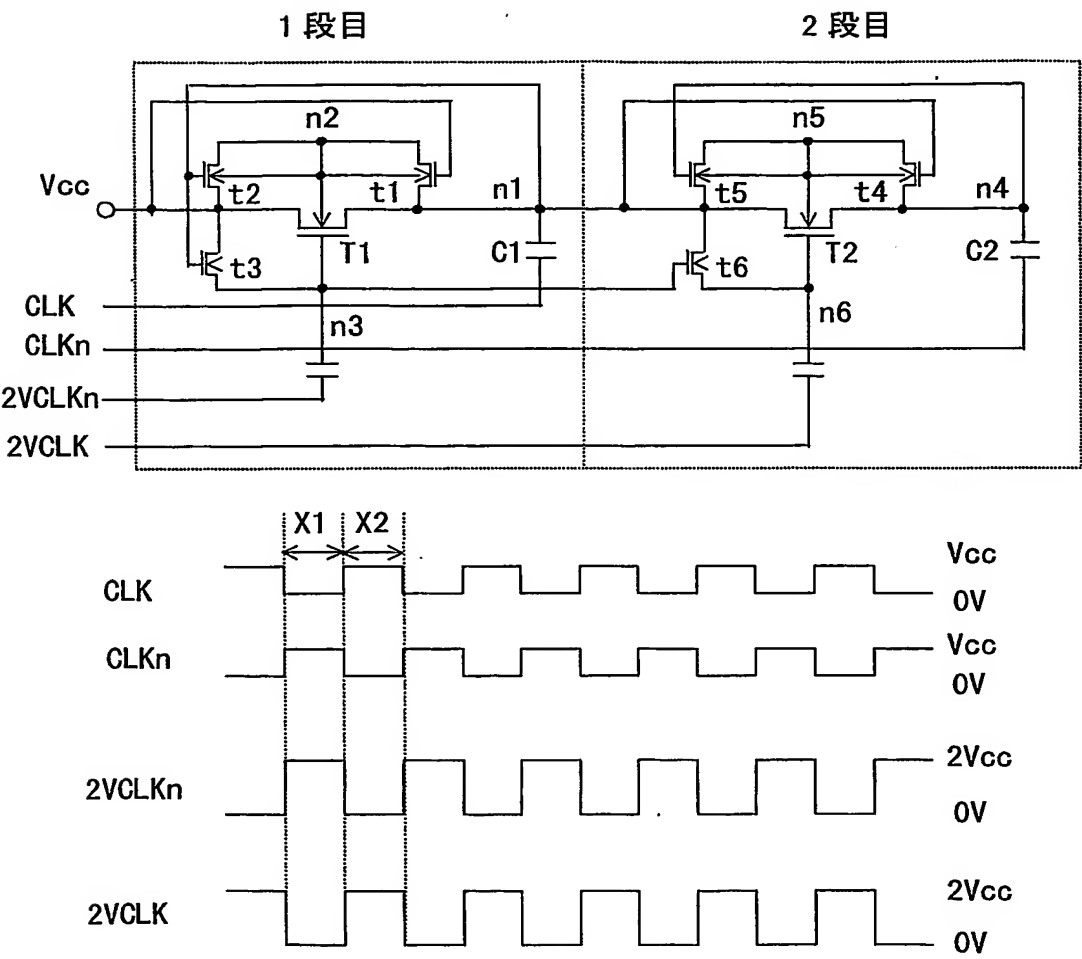 1 段目
2 段目
n2
n5
Vcc
t2
t1
n1
t5
t4
n4
t3
T1
C1
t6
T2
C2
CLK
n3
n6
CLKn
2VCLKn
2VCLK
X1
X2
CLK
Vcc
0V
CLKn
Vcc
0V
2VCLKn
2Vcc
0V
2VCLK
2Vcc
0V